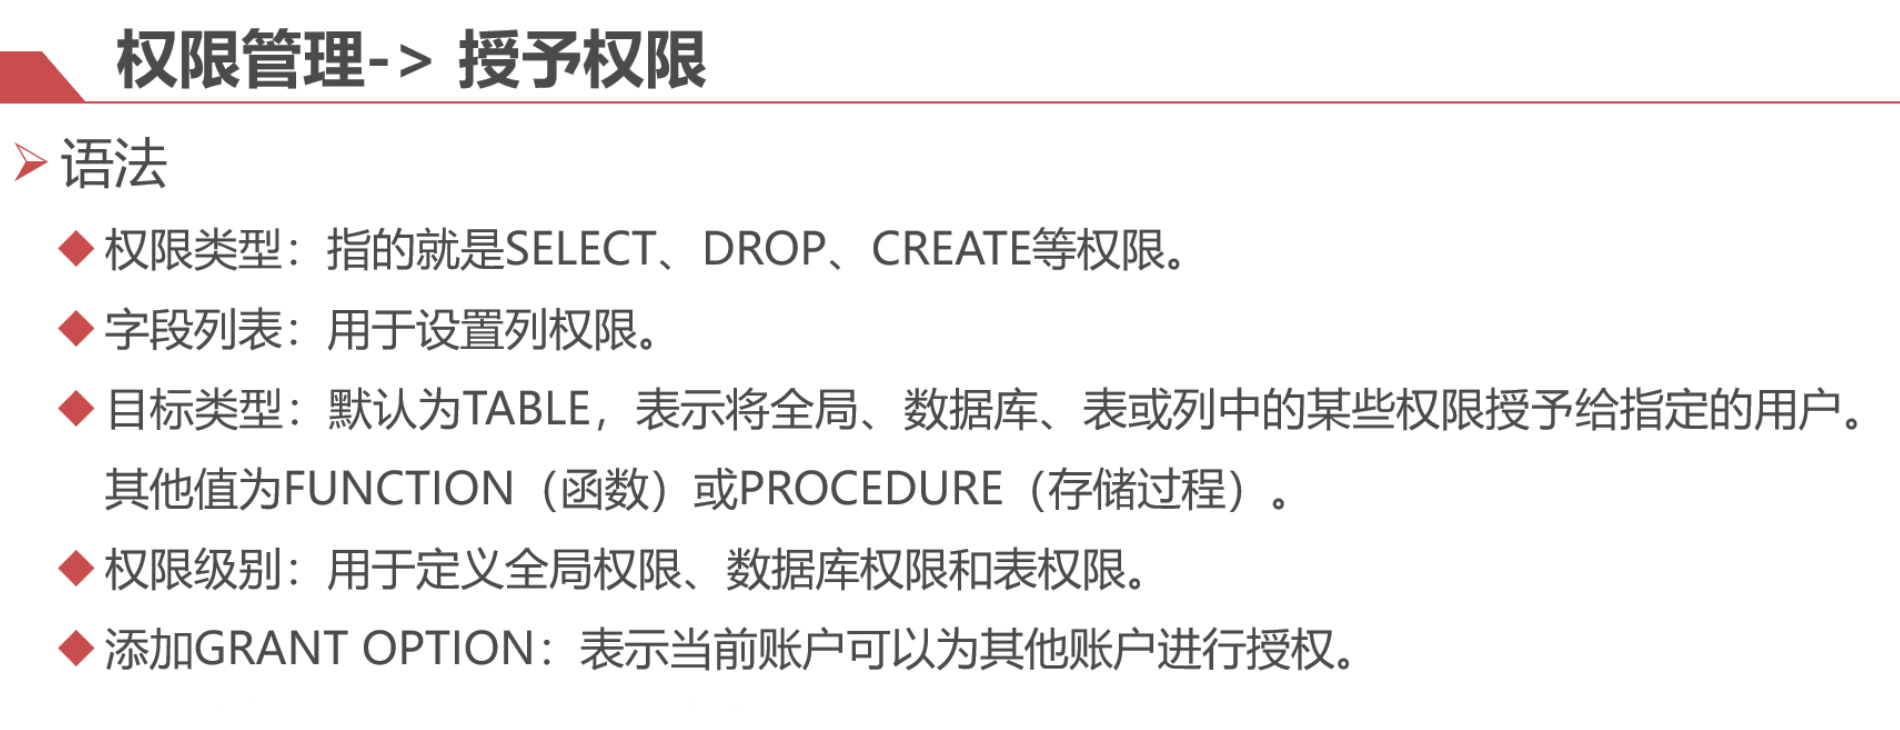 权限管理-> 授予权限
语法
权限类型：指的就是SELECT、DROP、CREATE等权限。
字段列表：用于设置列权限。
目标类型：默认为TABLE，表示将全局、数据库、表或列中的某些权限授予给指定的用户。
其他值为FUNCTION（函数）或PROCEDURE（存储过程）。
权限级别：用于定义全局权限、数据库权限和表权限。
添加GRANT OPTION：表示当前账户可以为其他账户进行授权。